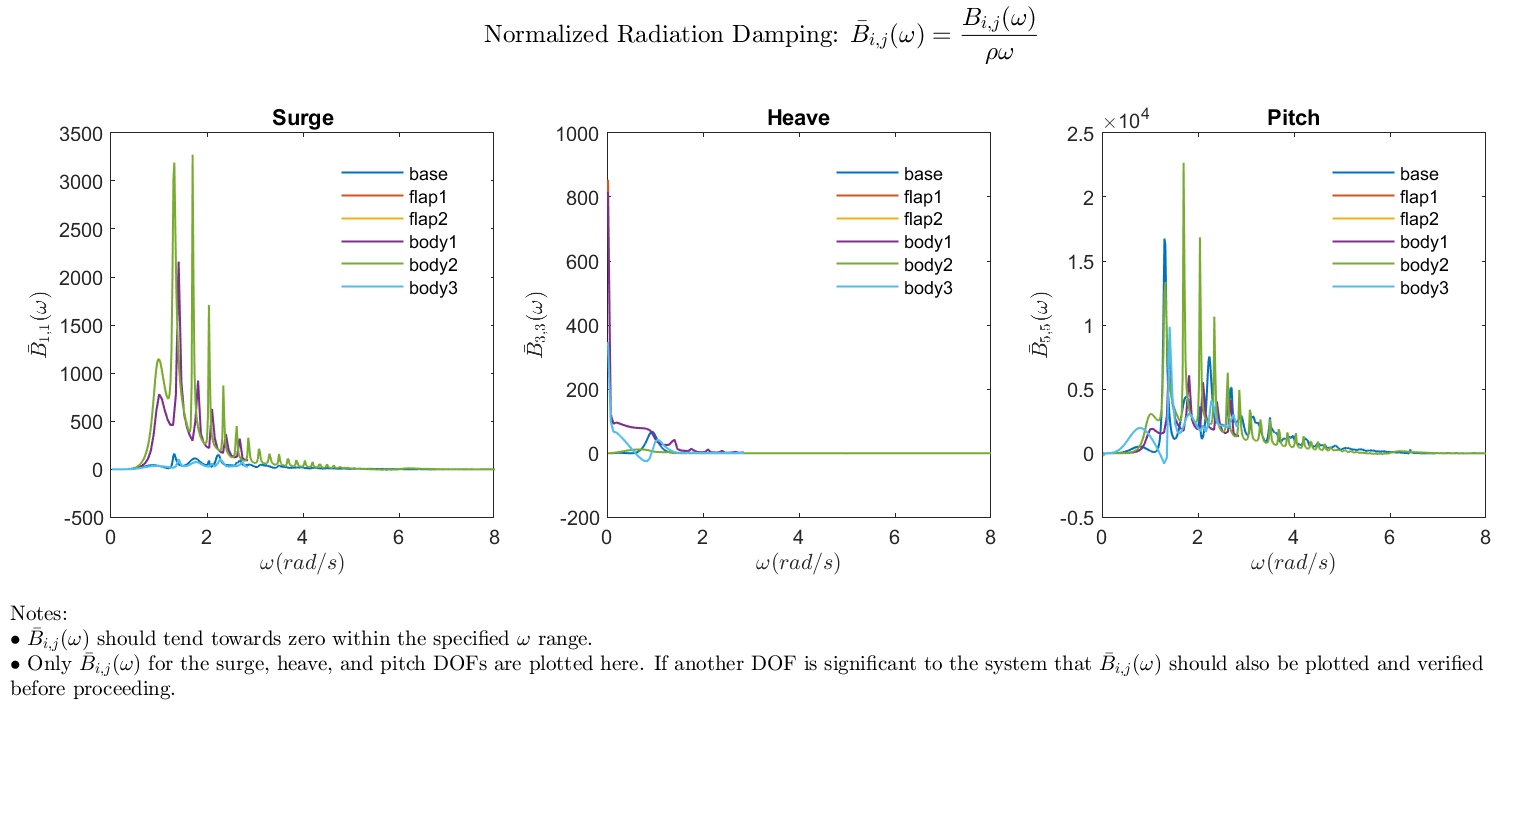 Normalized Radiation Damping: B̄i,j(ω) = Bi,j(ω) / ρω
Surge
3500
3000
2500
2000
1500
1000
500
0
-500
0 2 4 6 8
B̄1,1(ω)
ω(rad/s)
base
flap1
flap2
body1
body2
body3
Heave
1000
800
600
400
200
0
-200
0 2 4 6 8
B̄3,3(ω)
ω(rad/s)
base
flap1
flap2
body1
body2
body3
×10⁴
Pitch
2.5
2
1.5
1
0.5
0
-0.5
0 2 4 6 8
B̄5,5(ω)
ω(rad/s)
base
flap1
flap2
body1
body2
body3
Notes:
• B̄i,j(ω) should tend towards zero within the specified ω range.
• Only B̄i,j(ω) for the surge, heave, and pitch DOFs are plotted here. If another DOF is significant to the system that B̄i,j(ω) should also be plotted and verified
before proceeding.